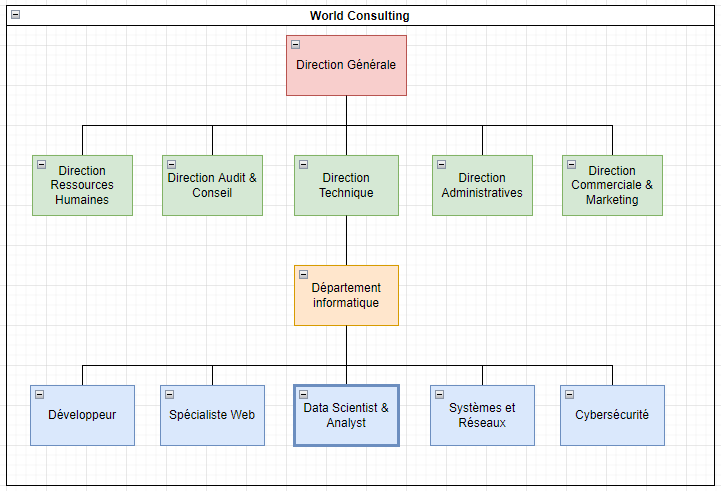 World Consulting
Direction Générale
Direction
Ressources
Humaines
Direction Audit &
Conseil
Direction
Technique
Direction
Administratives
Direction
Commerciale &
Marketing
Département
informatique
Développeur
Spécialiste Web
Data Scientist &
Analyst
Systèmes et
Réseaux
Cybersécurité